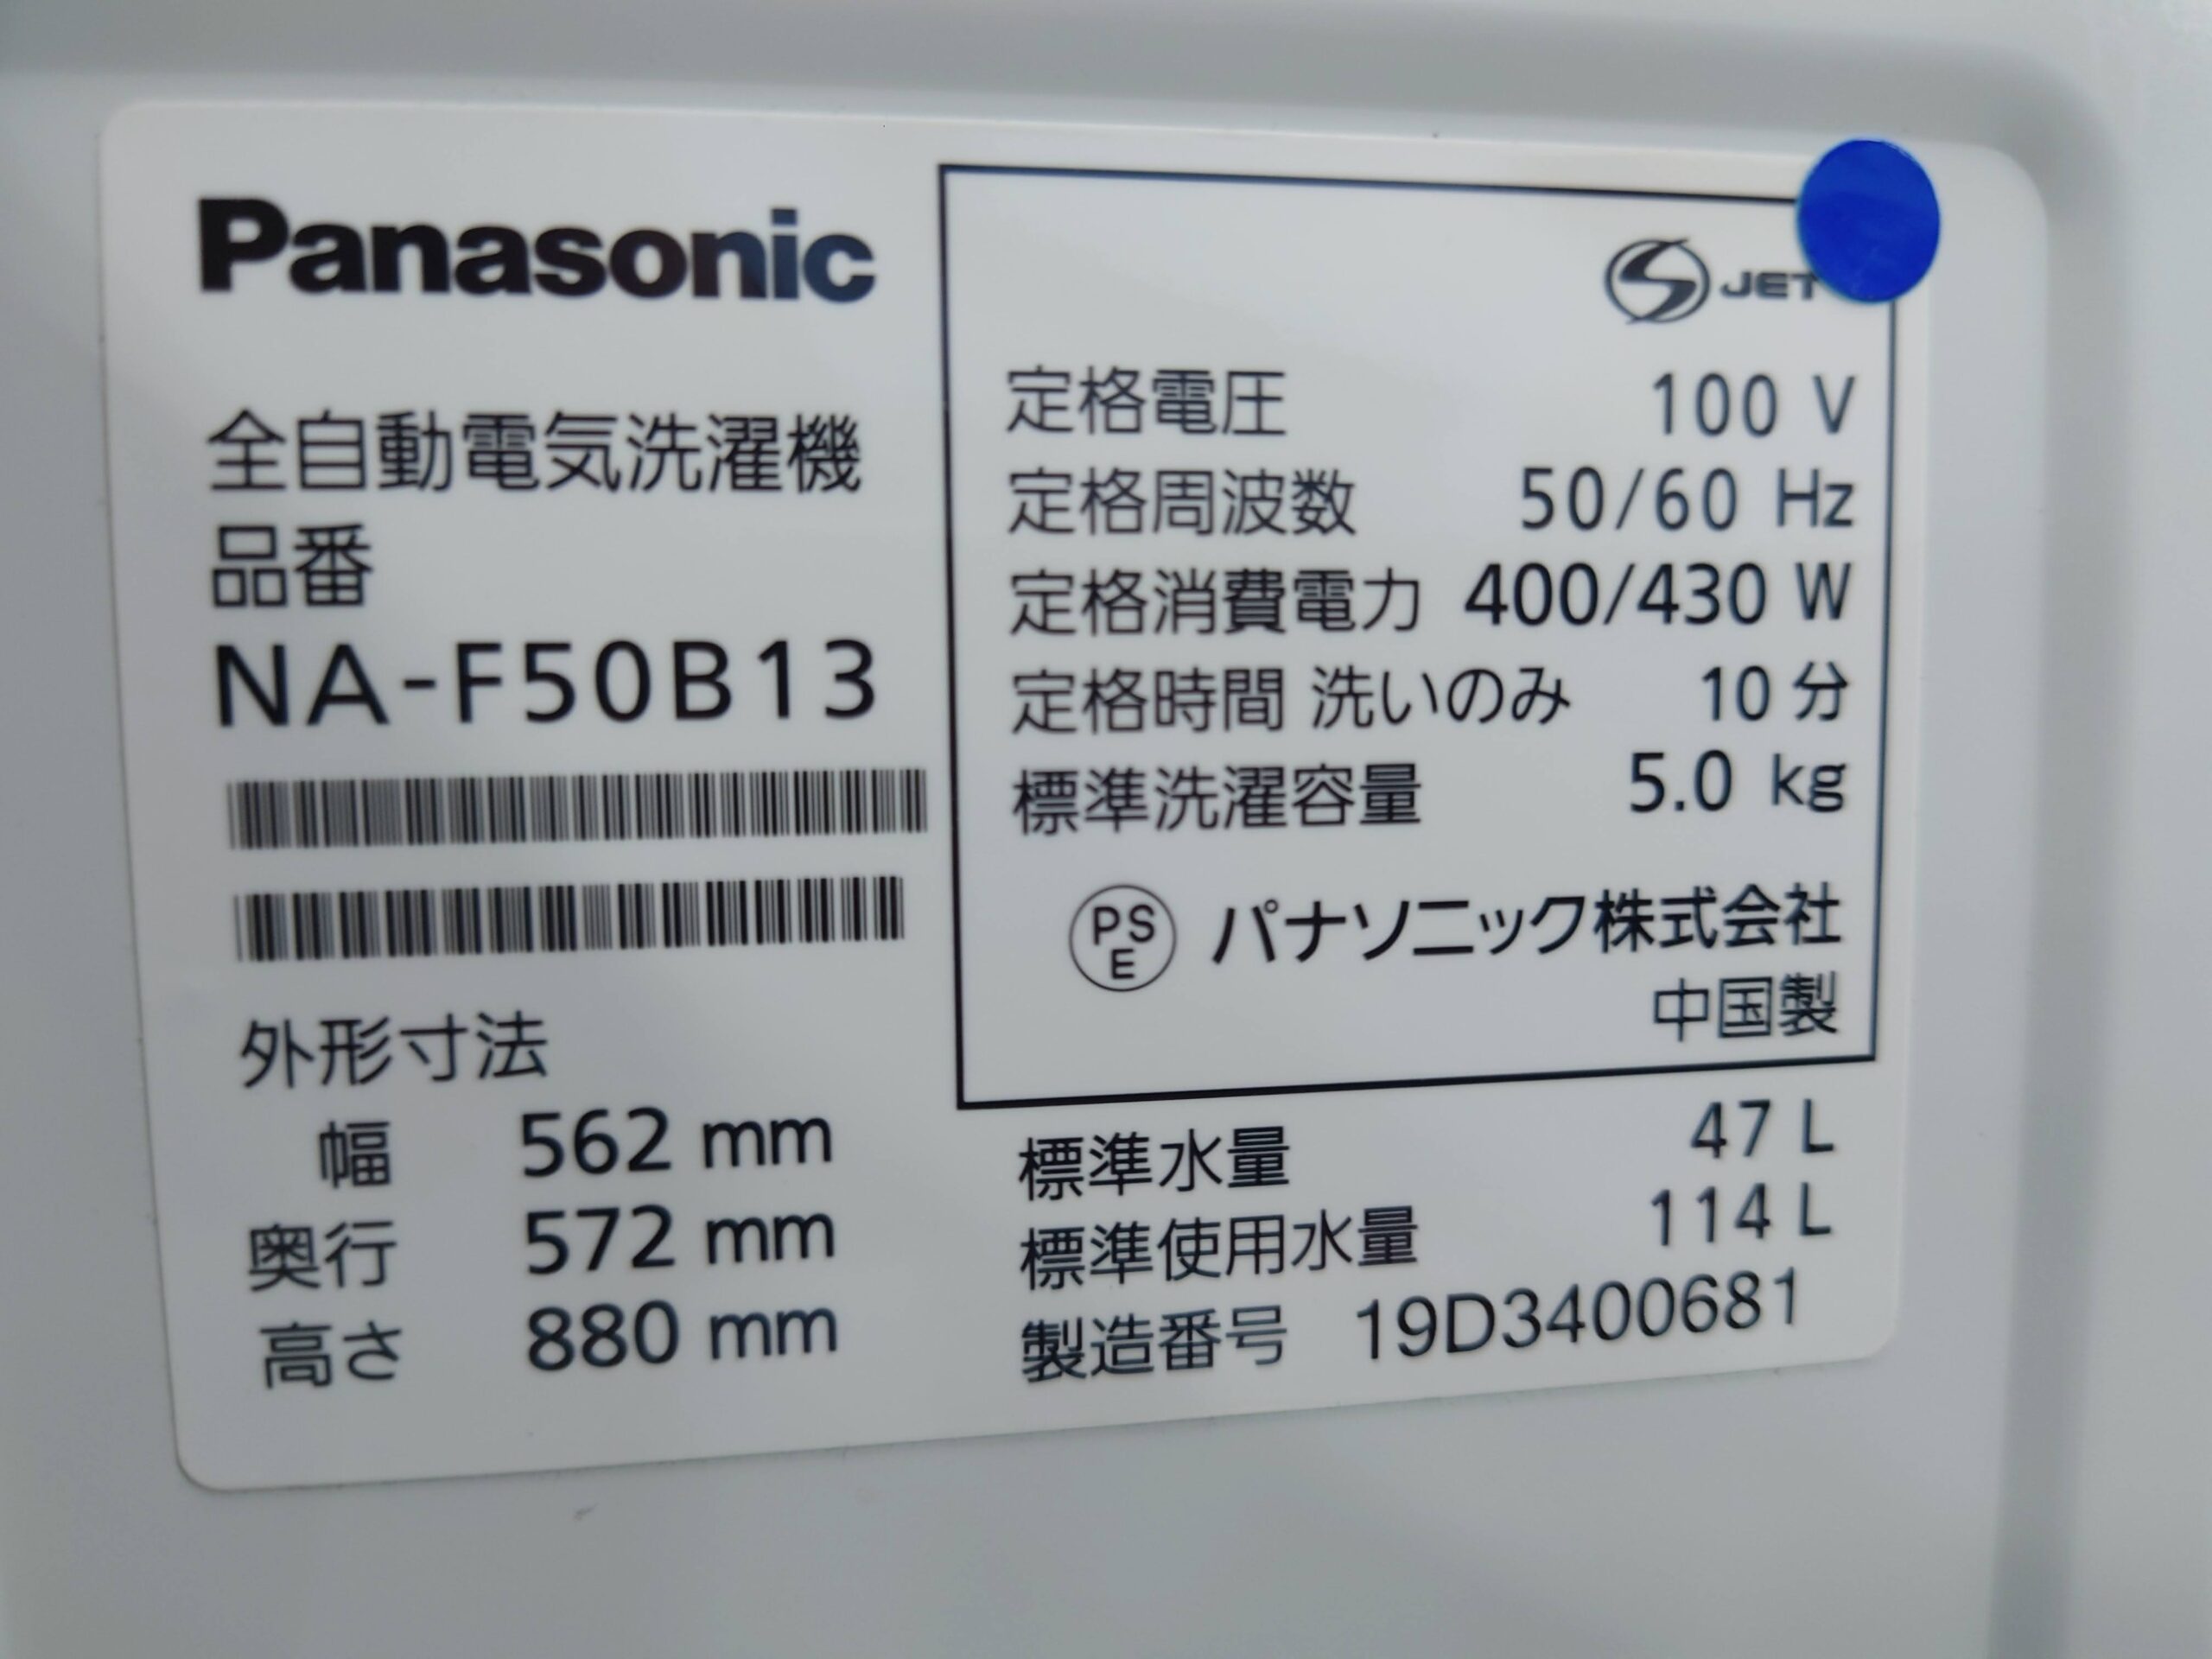 Panasonic
全自動電気洗濯機
品番
NA-F50B13
外形寸法
幅 562 mm
奥行 572 mm
高さ 880 mm
JET
定格電圧 100 V
定格周波数 50/60 Hz
定格消費電力 400/430 W
定格時間 洗いのみ 10 分
標準洗濯容量 5.0 kg
PS
E
パナソニック株式会社
中国製
標準水量 47 L
標準使用水量 114 L
製造番号 19D3400681